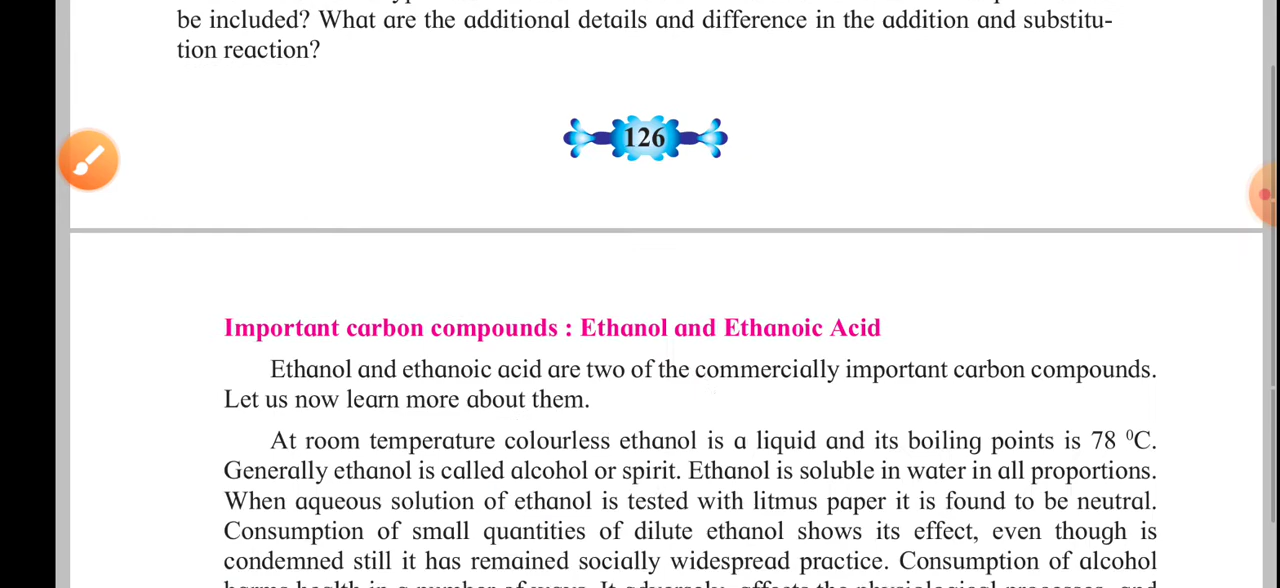 be included? What are the additional details and difference in the addition and substitu-
tion reaction?
126
Important carbon compounds : Ethanol and Ethanoic Acid
Ethanol and ethanoic acid are two of the commercially important carbon compounds.
Let us now learn more about them.
At room temperature colourless ethanol is a liquid and its boiling points is 78 ⁰C.
Generally ethanol is called alcohol or spirit. Ethanol is soluble in water in all proportions.
When aqueous solution of ethanol is tested with litmus paper it is found to be neutral.
Consumption of small quantities of dilute ethanol shows its effect, even though is
condemned still it has remained socially widespread practice. Consumption of alcohol